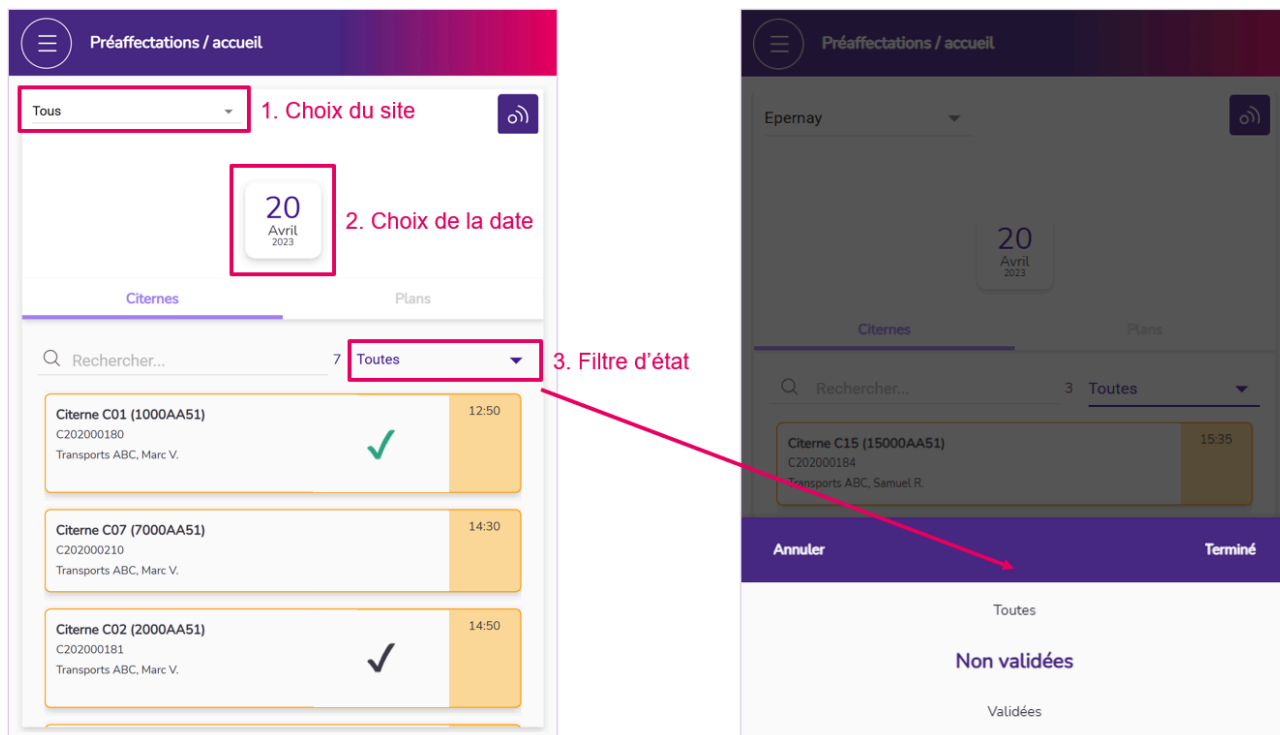 Préaffectations / accueil
Tous
1. Choix du site
20
Avril
2023
2. Choix de la date
Citernes
Plans
Rechercher...
7
Toutes
3. Filtre d'état
Citerne C01 (1000AA51)
C202000180
Transports ABC, Marc V.
12:50
Citerne C07 (7000AA51)
C202000210
Transports ABC, Marc V.
14:30
Citerne C02 (2000AA51)
C202000181
Transports ABC, Marc V.
14:50
Préaffectations / accueil
Epernay
20
Avril
2023
Citernes
Plans
Rechercher...
3
Toutes
Citerne C15 (15000AA51)
C202000184
Transports ABC, Samuel R.
15:35
Annuler
Terminé
Toutes
Non validées
Validées